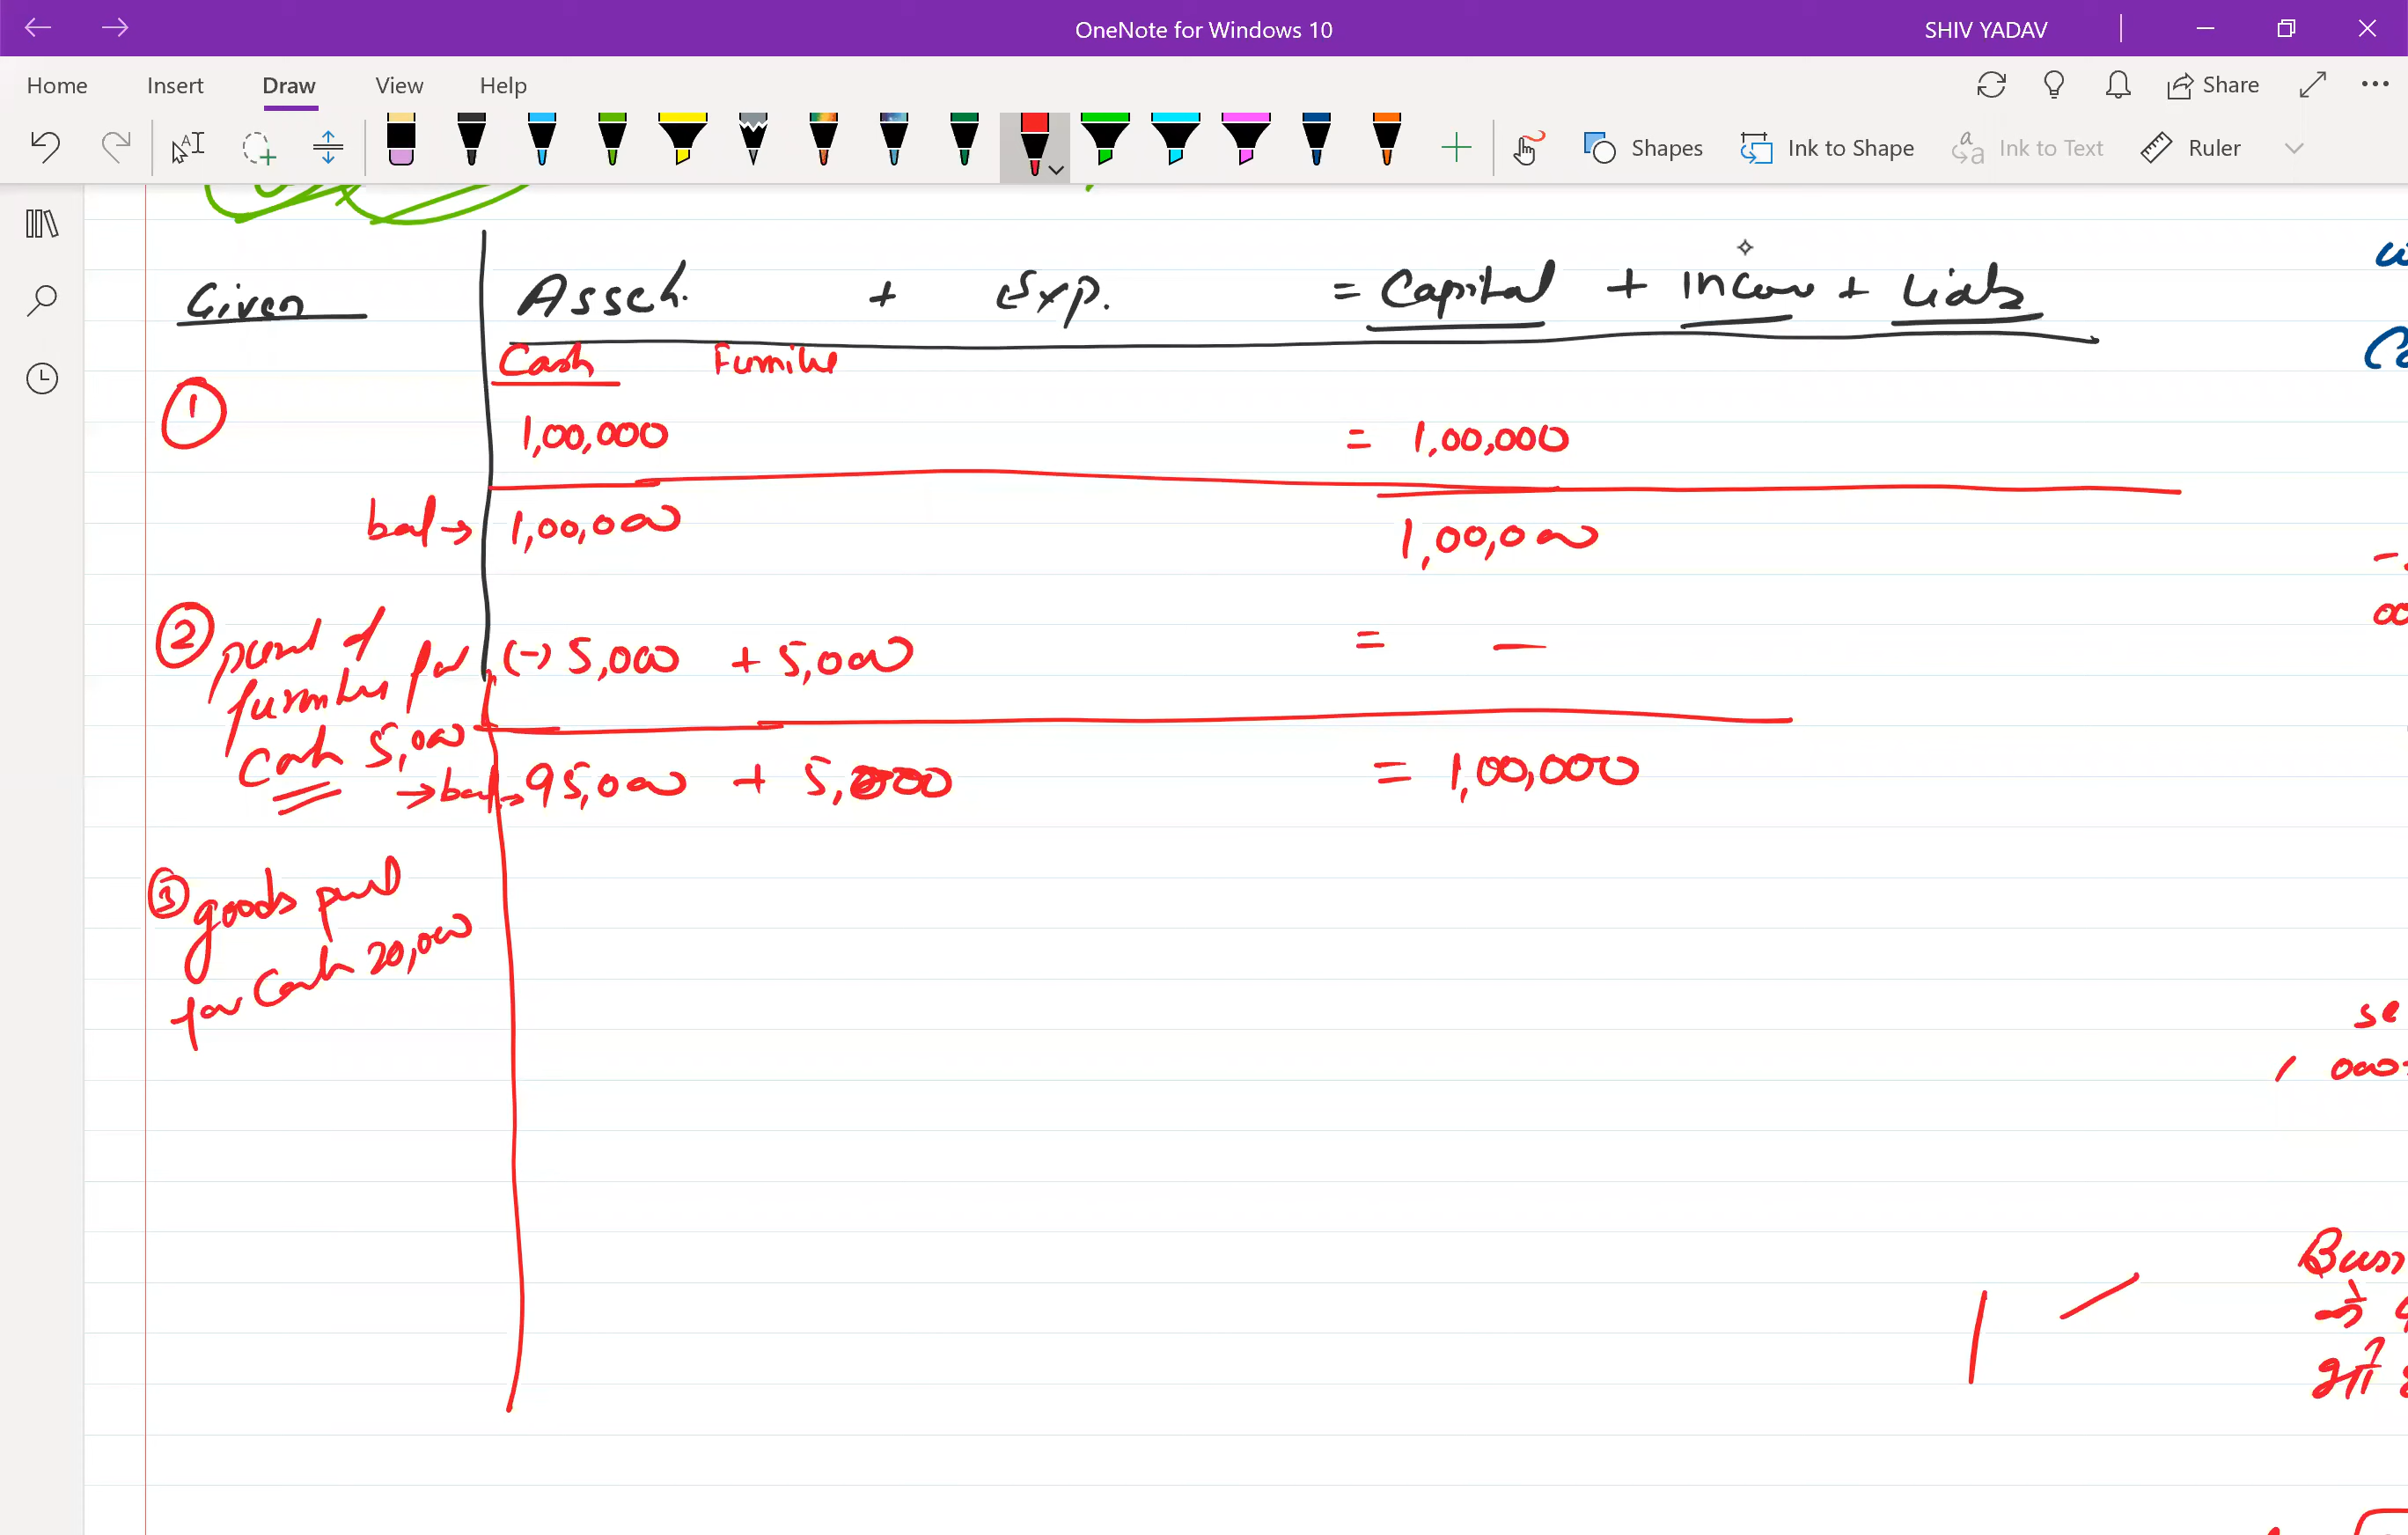 OneNote for Windows 10 SHIV YADAV
Home Insert Draw View Help Share
Shapes Ink to Shape Ink to Text Ruler
Given Assets + Exp. = Capital + Income + Liabs
Cash Furniture
1
1,00,000 = 1,00,000
bal → 1,00,000 1,00,000
2 purd of furniture for cash 5,000 (-) 5,000 + 5,000 = —
→ bal → 95,000 + 5,000 = 1,00,000
3 goods purd
for Cash 20,000